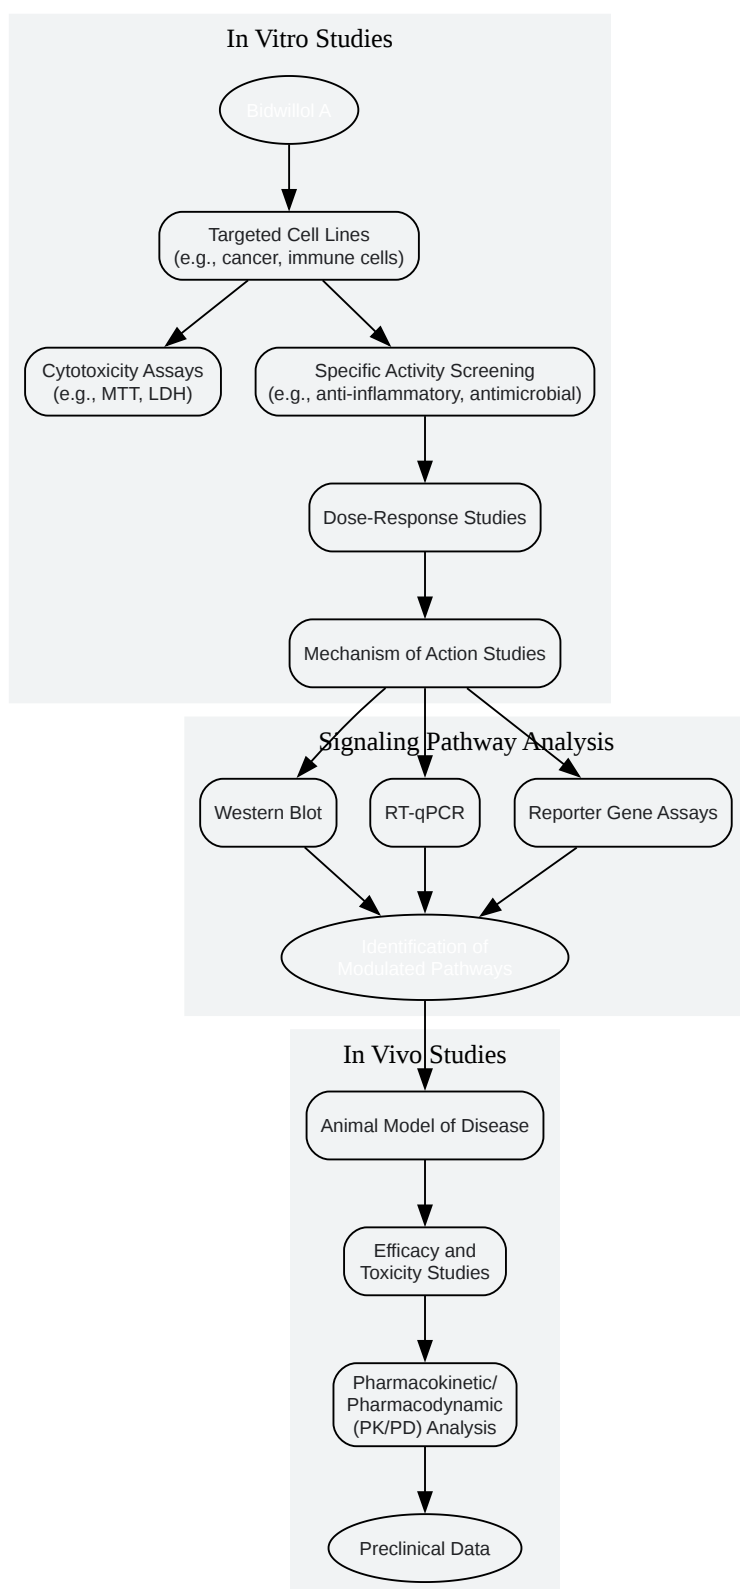 In Vitro Studies
Bidwillol A
Targeted Cell Lines
(e.g., cancer, immune cells)
Cytotoxicity Assays
(e.g., MTT, LDH)
Specific Activity Screening
(e.g., anti-inflammatory, antimicrobial)
Dose-Response Studies
Mechanism of Action Studies
Signaling Pathway Analysis
Western Blot
RT-qPCR
Reporter Gene Assays
Identification of
Modulated Pathways
In Vivo Studies
Animal Model of Disease
Efficacy and
Toxicity Studies
Pharmacokinetic/
Pharmacodynamic
(PK/PD) Analysis
Preclinical Data